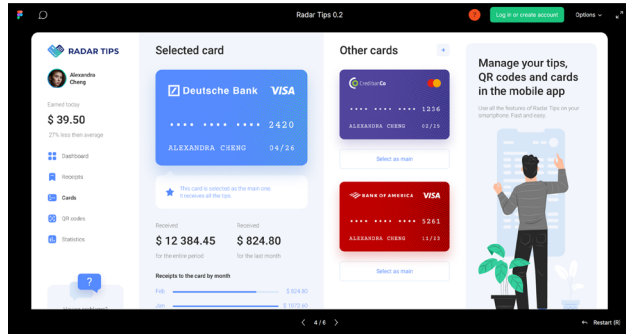 Radar Tips 0.2
Log in or create account
Options
RADAR TIPS
Alexandra
Cheng
Earned today
$ 39.50
27% less then average
Dashboard
Receipts
Cards
QR codes
Statistics
?
Selected card
Deutsche Bank VISA
•••• •••• •••• 2420
ALEXANDRA CHENG 04/26
This card is selected as the main one.
It receives all the tips.
Received
$ 12 384.45
for the entire period
Received
$ 824.80
for the last month
Receipts to the card by month
Feb $ 824.80
Jan $ 1972.60
Other cards
+
•••• •••• •••• 1236
ALEXANDRA CHENG 02/15
Select as main
BANK OF AMERICA VISA
•••• •••• •••• 5261
ALEXANDRA CHENG 11/23
Select as main
Manage your tips,
QR codes and cards
in the mobile app
Use all the features of Radar Tips on your
smartphone. Fast and easy.
4 / 6
Restart (R)